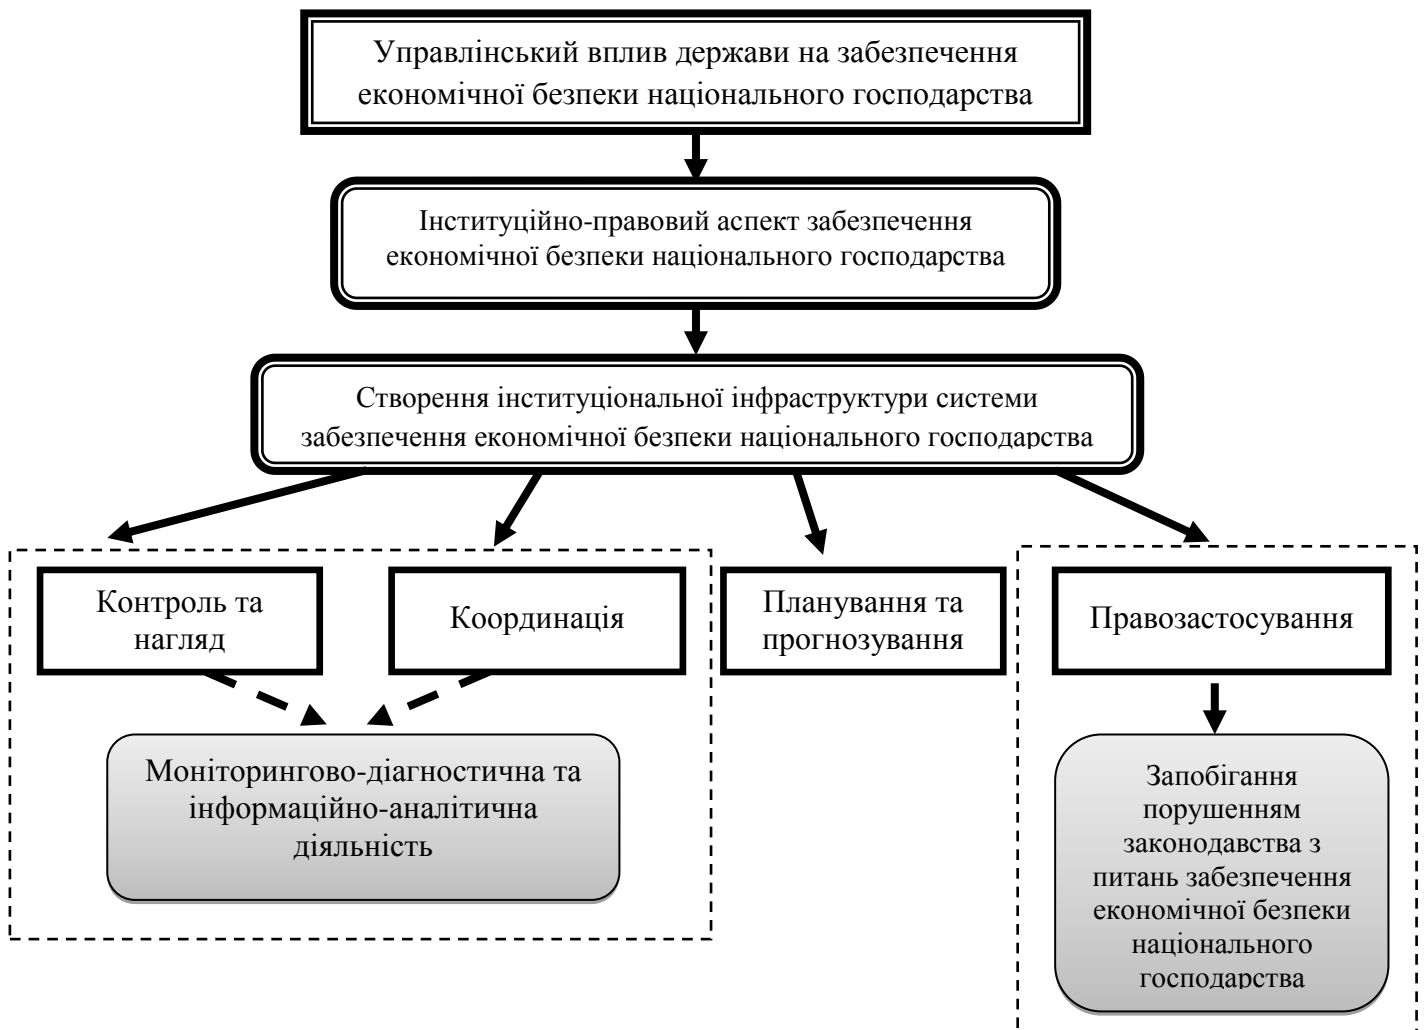 Управлінський вплив держави на забезпечення
економічної безпеки національного господарства
Інституційно-правовий аспект забезпечення
економічної безпеки національного господарства
Створення інституціональної інфраструктури системи
забезпечення економічної безпеки національного господарства
Контроль та
нагляд
Координація
Планування та
прогнозування
Правозастосування
Моніторингово-діагностична та
інформаційно-аналітична
діяльність
Запобігання
порушенням
законодавства з
питань забезпечення
економічної безпеки
національного
господарства